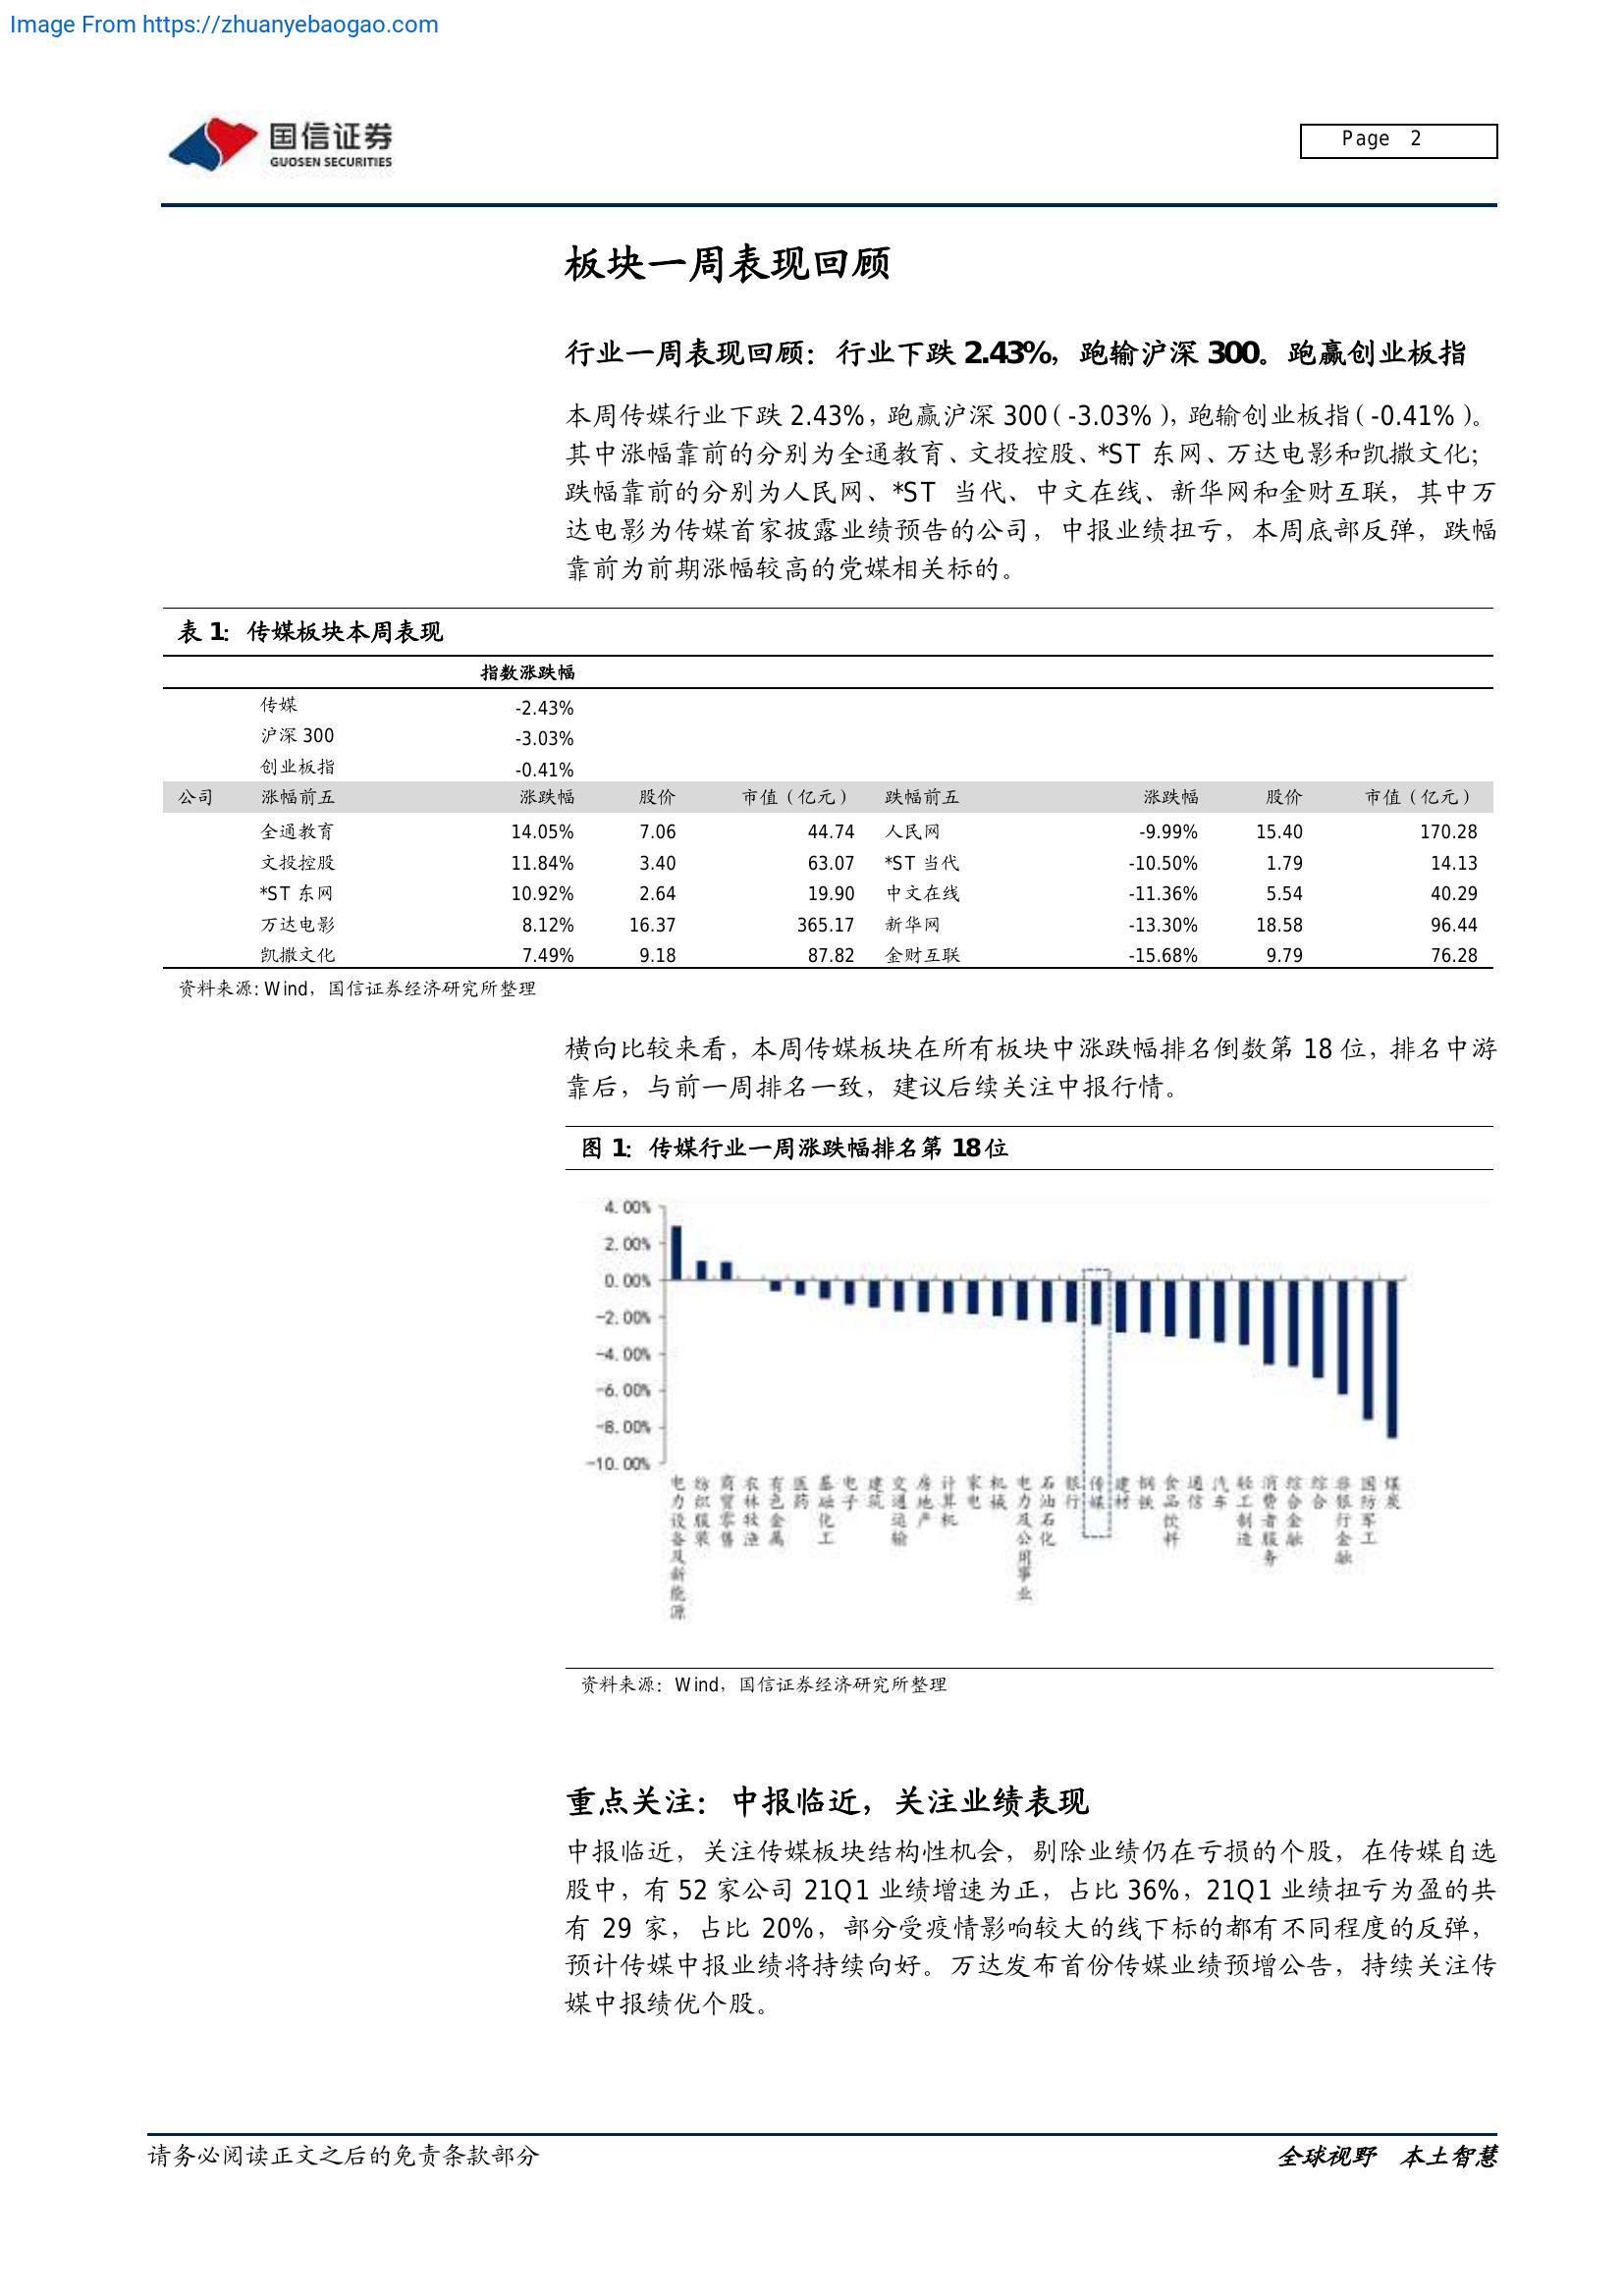 Image From https://zhuanyebaogao.com
国信证券
GUOSEN SECURITIES
Page 2
板块一周表现回顾
行业一周表现回顾：行业下跌 2.43%，跑输沪深 300。跑赢创业板指
本周传媒行业下跌 2.43%，跑赢沪深 300（-3.03%），跑输创业板指（-0.41%）。
其中涨幅靠前的分别为全通教育、文投控股、*ST 东网、万达电影和凯撒文化；
跌幅靠前的分别为人民网、*ST 当代、中文在线、新华网和金财互联，其中万
达电影为传媒首家披露业绩预告的公司，中报业绩扭亏，本周底部反弹，跌幅
靠前为前期涨幅较高的党媒相关标的。
表 1：传媒板块本周表现
指数涨跌幅
传媒 -2.43%
沪深 300 -3.03%
创业板指 -0.41%
公司 涨幅前五 涨跌幅 股价 市值（亿元） 跌幅前五 涨跌幅 股价 市值（亿元）
全通教育 14.05% 7.06 44.74 人民网 -9.99% 15.40 170.28
文投控股 11.84% 3.40 63.07 *ST 当代 -10.50% 1.79 14.13
*ST 东网 10.92% 2.64 19.90 中文在线 -11.36% 5.54 40.29
万达电影 8.12% 16.37 365.17 新华网 -13.30% 18.58 96.44
凯撒文化 7.49% 9.18 87.82 金财互联 -15.68% 9.79 76.28
资料来源: Wind，国信证券经济研究所整理
横向比较来看，本周传媒板块在所有板块中涨跌幅排名倒数第 18 位，排名中游
靠后，与前一周排名一致，建议后续关注中报行情。
图 1：传媒行业一周涨跌幅排名第 18 位
4.00%
2.00%
0.00%
-2.00%
-4.00%
-6.00%
-8.00%
-10.00%
电力设备及新能源
纺织服装
商贸零售
农林牧渔
有色金属
医药
基础化工
电子
建筑
交通运输
房地产
计算机
家电
机械
电力及公用事业
石油石化
银行
传媒
建材
钢铁
食品饮料
通信
汽车
轻工制造
消费者服务
综合金融
综合
非银行金融
国防军工
煤炭
资料来源：Wind，国信证券经济研究所整理
重点关注：中报临近，关注业绩表现
中报临近，关注传媒板块结构性机会，剔除业绩仍在亏损的个股，在传媒自选
股中，有 52 家公司 21Q1 业绩增速为正，占比 36%，21Q1 业绩扭亏为盈的共
有 29 家，占比 20%，部分受疫情影响较大的线下标的都有不同程度的反弹，
预计传媒中报业绩将持续向好。万达发布首份传媒业绩预增公告，持续关注传
媒中报绩优个股。
请务必阅读正文之后的免责条款部分
全球视野 本土智慧